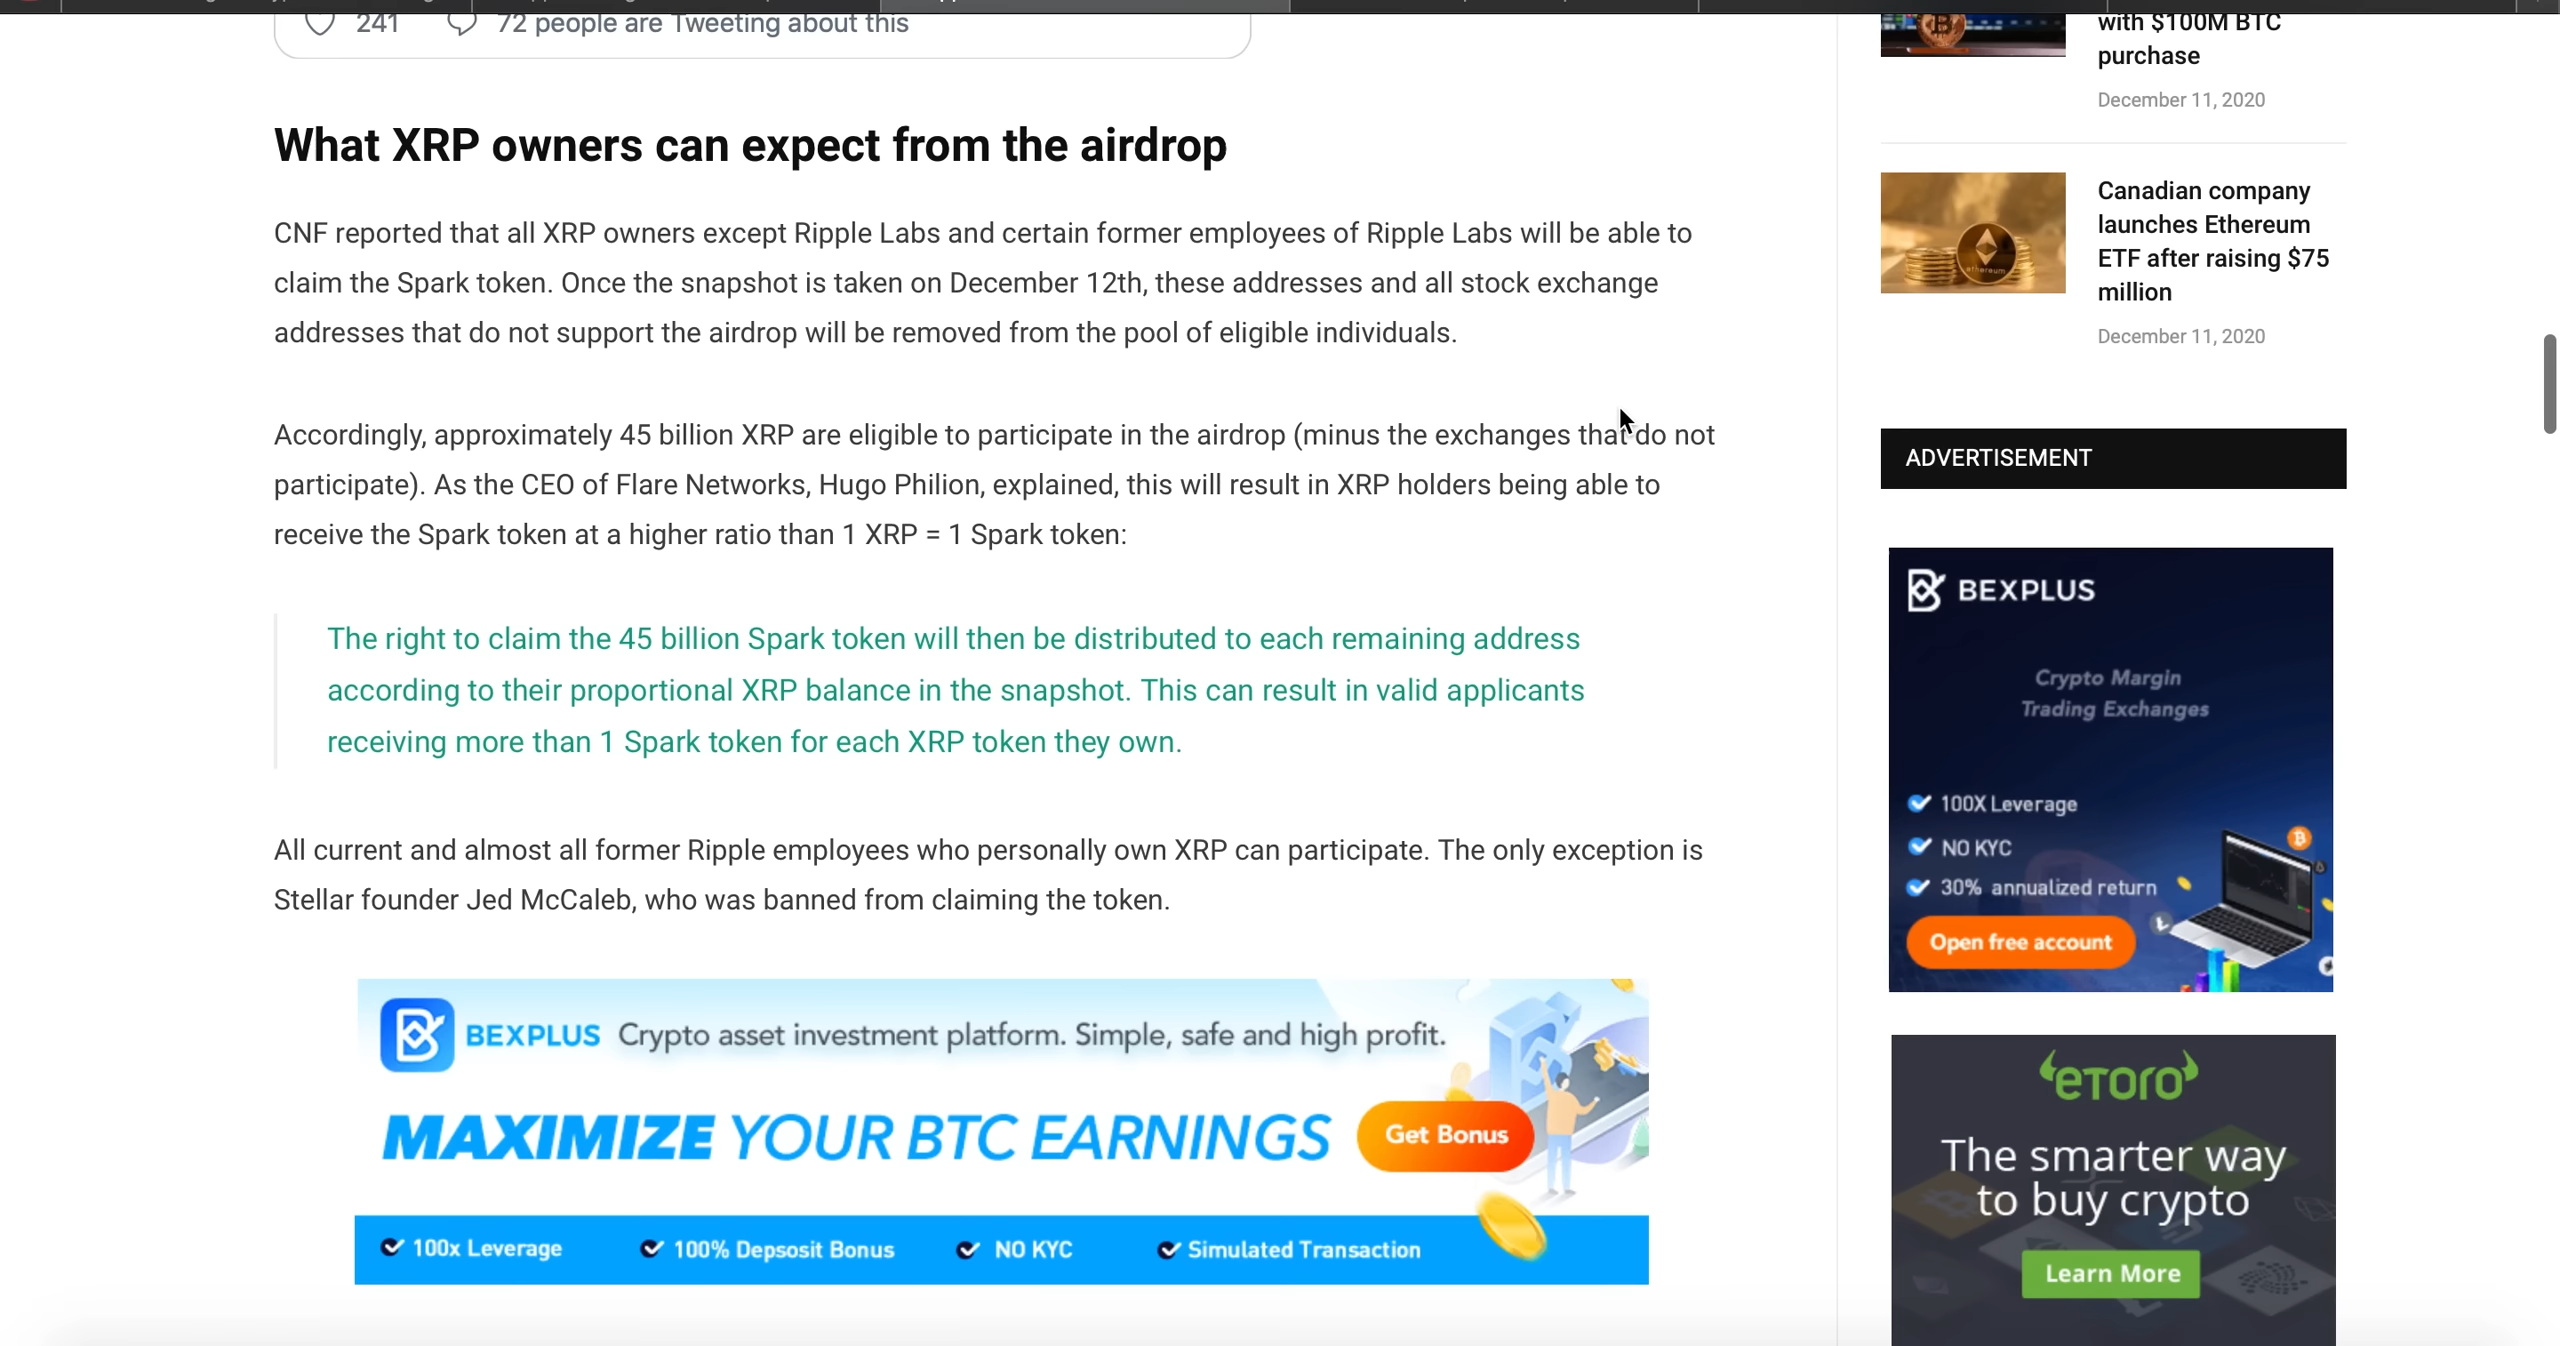 241 72 people are Tweeting about this
What XRP owners can expect from the airdrop
CNF reported that all XRP owners except Ripple Labs and certain former employees of Ripple Labs will be able to
claim the Spark token. Once the snapshot is taken on December 12th, these addresses and all stock exchange
addresses that do not support the airdrop will be removed from the pool of eligible individuals.
Accordingly, approximately 45 billion XRP are eligible to participate in the airdrop (minus the exchanges that do not
participate). As the CEO of Flare Networks, Hugo Philion, explained, this will result in XRP holders being able to
receive the Spark token at a higher ratio than 1 XRP = 1 Spark token:
The right to claim the 45 billion Spark token will then be distributed to each remaining address
according to their proportional XRP balance in the snapshot. This can result in valid applicants
receiving more than 1 Spark token for each XRP token they own.
All current and almost all former Ripple employees who personally own XRP can participate. The only exception is
Stellar founder Jed McCaleb, who was banned from claiming the token.
BEXPLUS Crypto asset investment platform. Simple, safe and high profit.
MAXIMIZE YOUR BTC EARNINGS
Get Bonus
100x Leverage 100% Depsosit Bonus NO KYC Simulated Transaction
with $100M BTC
purchase
December 11, 2020
ethereum
Canadian company
launches Ethereum
ETF after raising $75
million
December 11, 2020
ADVERTISEMENT
BEXPLUS
Crypto Margin
Trading Exchanges
100X Leverage
NO KYC
30% annualized return
Open free account
eToro
The smarter way
to buy crypto
Learn More